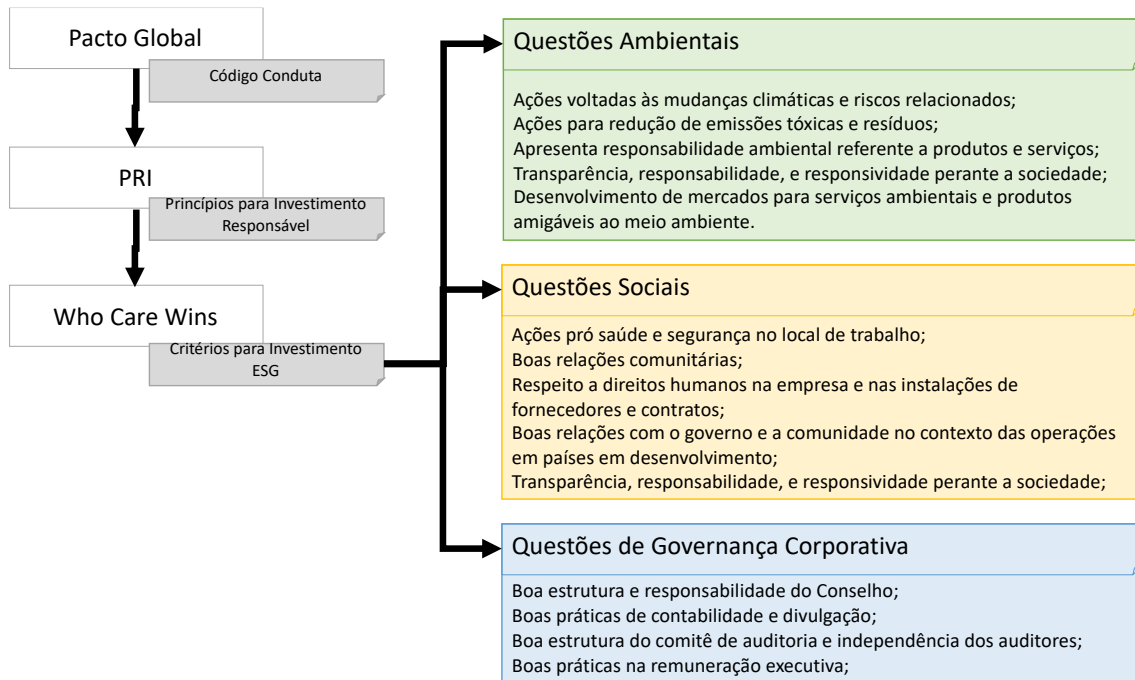 Pacto Global
Código Conduta
PRI
Princípios para Investimento
Responsável
Who Care Wins
Critérios para Investimento
ESG
Questões Ambientais
Ações voltadas às mudanças climáticas e riscos relacionados;
Ações para redução de emissões tóxicas e resíduos;
Apresenta responsabilidade ambiental referente a produtos e serviços;
Transparência, responsabilidade, e responsividade perante a sociedade;
Desenvolvimento de mercados para serviços ambientais e produtos
amigáveis ao meio ambiente.
Questões Sociais
Ações pró saúde e segurança no local de trabalho;
Boas relações comunitárias;
Respeito a direitos humanos na empresa e nas instalações de
fornecedores e contratos;
Boas relações com o governo e a comunidade no contexto das operações
em países em desenvolvimento;
Transparência, responsabilidade, e responsividade perante a sociedade;
Questões de Governança Corporativa
Boa estrutura e responsabilidade do Conselho;
Boas práticas de contabilidade e divulgação;
Boa estrutura do comitê de auditoria e independência dos auditores;
Boas práticas na remuneração executiva;